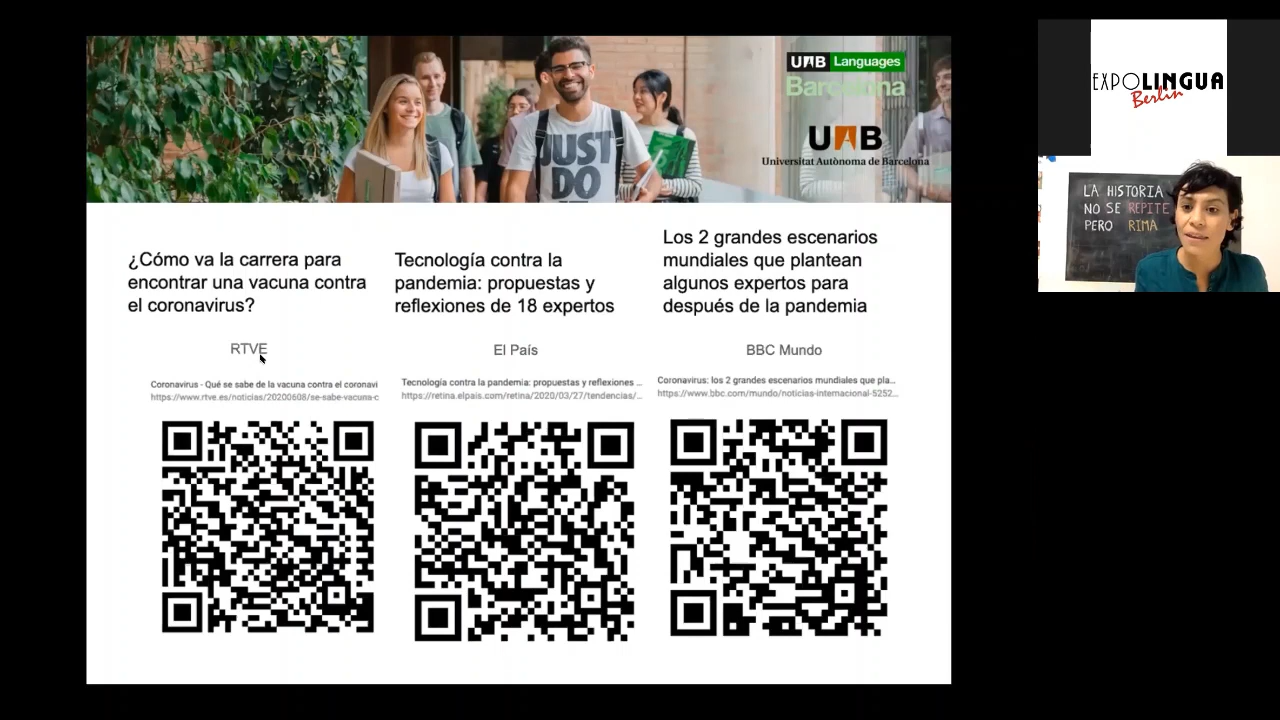 UAB Languages
Barcelona
UAB
Universitat Autònoma de Barcelona
JUST
DO
EXPOLINGUA
Berlin
LA HISTORIA
NO SE REPITE
PERO RIMA
¿Cómo va la carrera para
encontrar una vacuna contra
el coronavirus?
RTVE
Coronavirus - Qué se sabe de la vacuna contra el coronavi
https://www.rtve.es/noticias/20200608/se-sabe-vacuna-c
Tecnología contra la
pandemia: propuestas y
reflexiones de 18 expertos
El País
Tecnología contra la pandemia: propuestas y reflexiones ...
https://retina.elpais.com/retina/2020/03/27/tendencias/...
Los 2 grandes escenarios
mundiales que plantean
algunos expertos para
después de la pandemia
BBC Mundo
Coronavirus: los 2 grandes escenarios mundiales que pla...
https://www.bbc.com/mundo/noticias-internacional-5252...